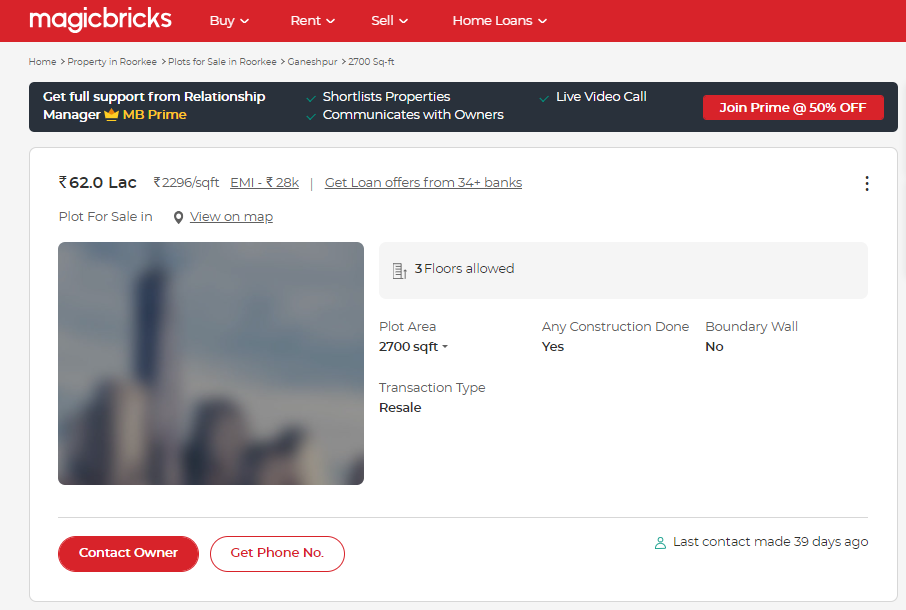 magicbricks
Buy Rent Sell Home Loans
Home > Property in Roorkee > Plots for Sale in Roorkee > Ganeshpur > 2700 Sq-ft
Get full support from Relationship
Manager MB Prime
Shortlists Properties
Communicates with Owners
Live Video Call
Join Prime @ 50% OFF
₹62.0 Lac ₹2296/sqft EMI - ₹ 28k | Get Loan offers from 34+ banks
Plot For Sale in View on map
3 Floors allowed
Plot Area Any Construction Done Boundary Wall
2700 sqft Yes No
Transaction Type
Resale
Contact Owner Get Phone No. Last contact made 39 days ago